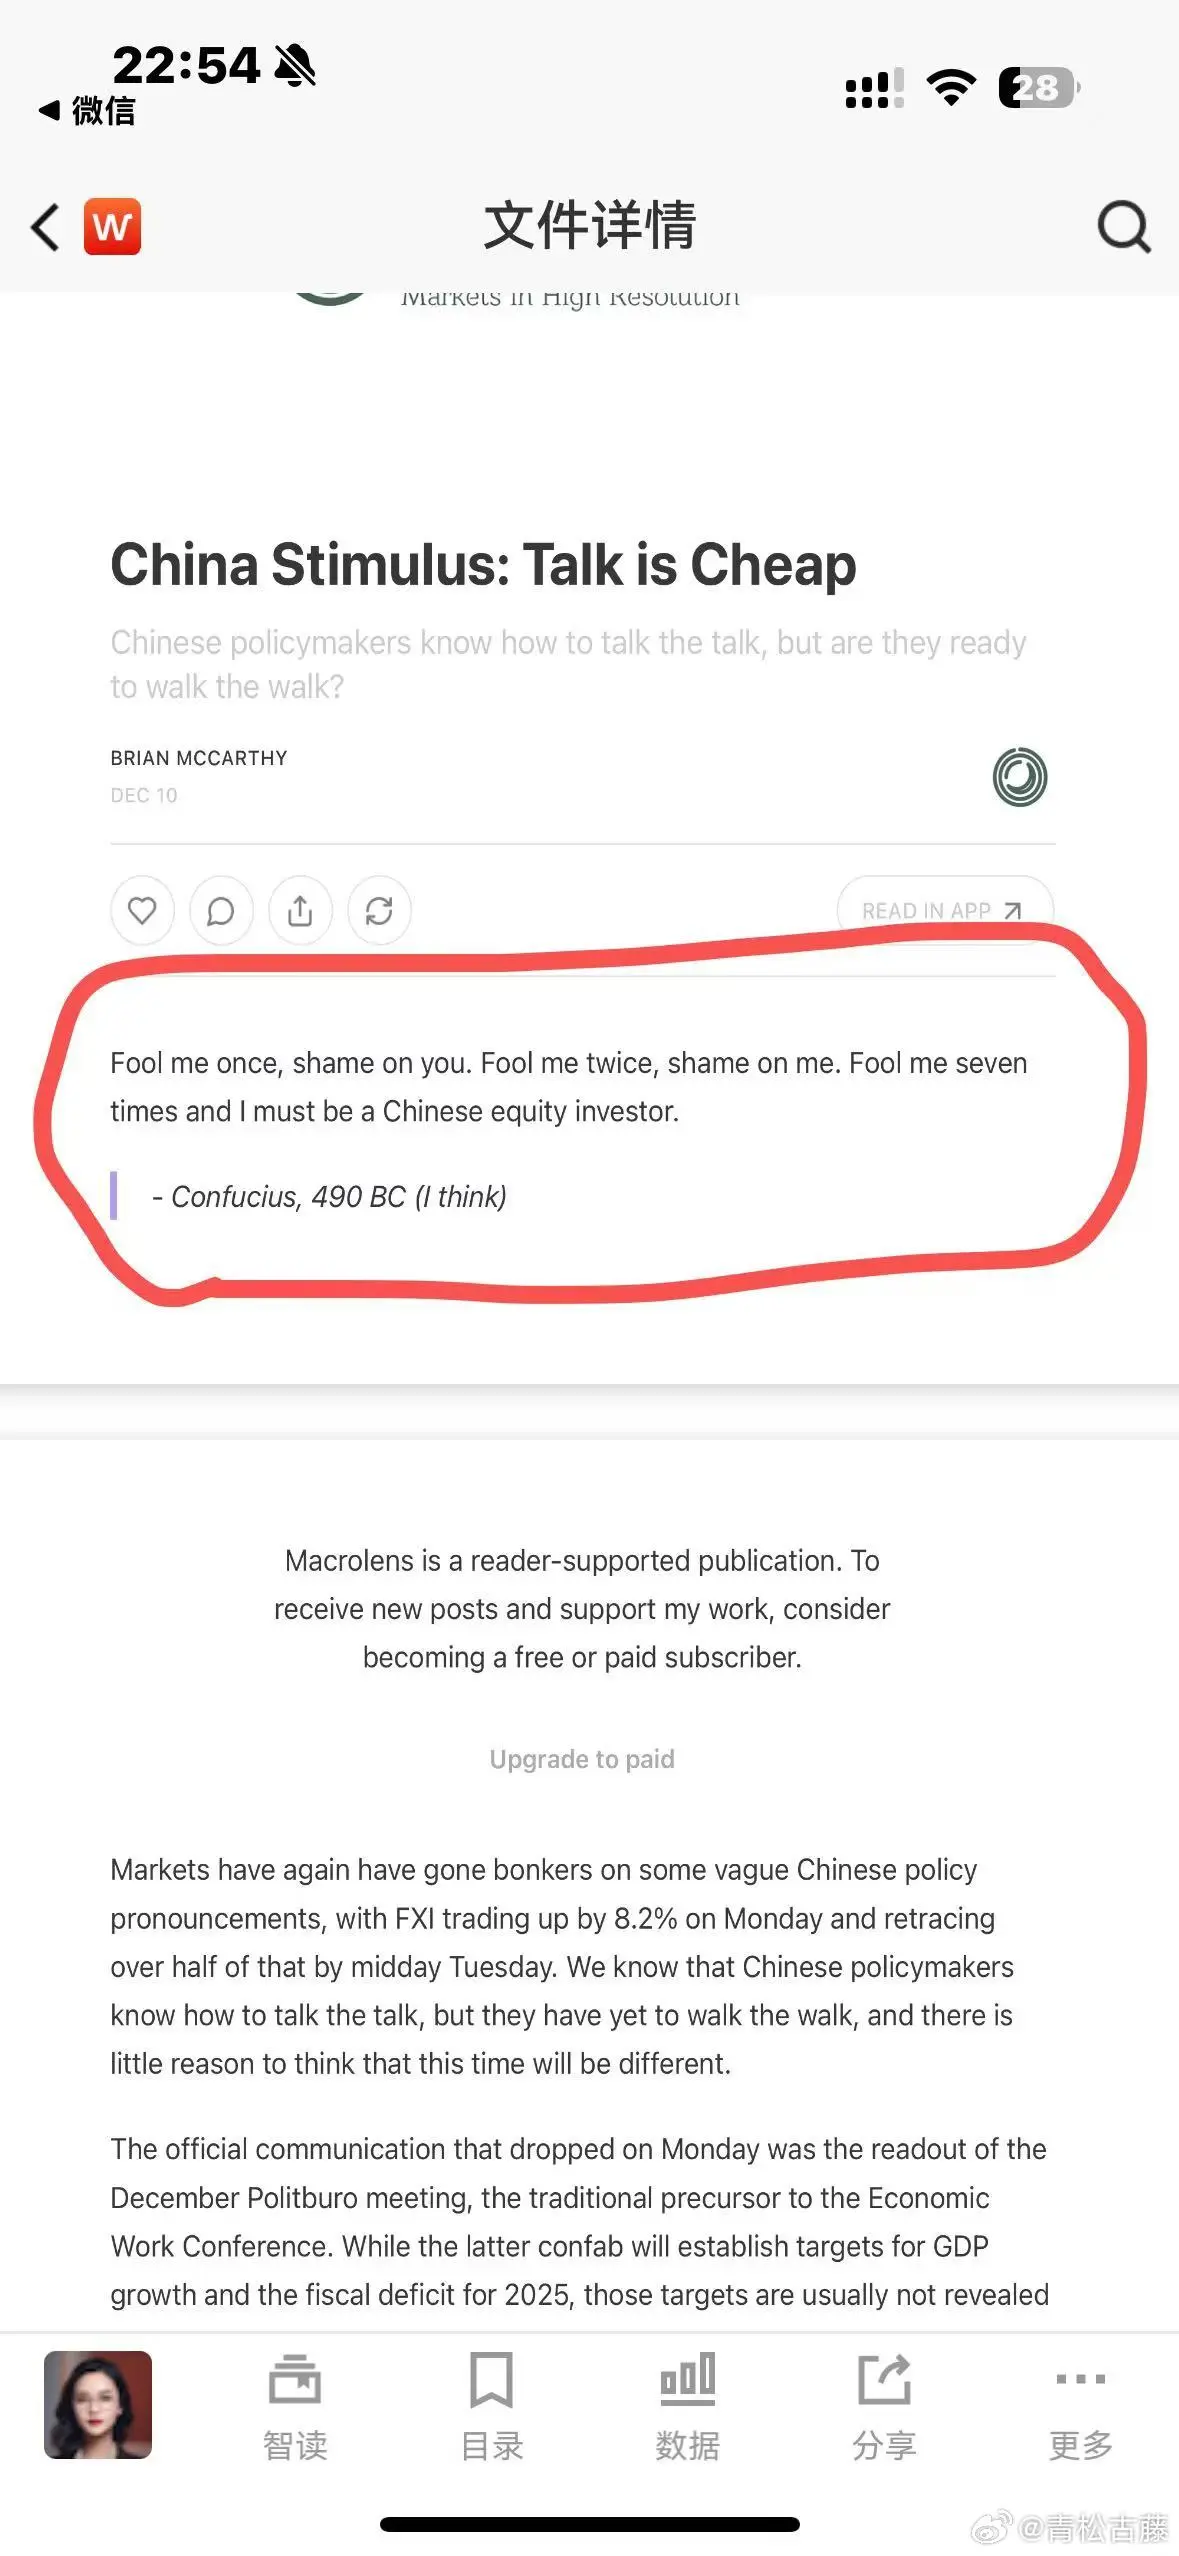 22:54
28
微信
W
文件详情
Markets in High Resolution
China Stimulus: Talk is Cheap
Chinese policymakers know how to talk the talk, but are they ready
to walk the walk?
BRIAN MCCARTHY
DEC 10
READ IN APP
Fool me once, shame on you. Fool me twice, shame on me. Fool me seven
times and I must be a Chinese equity investor.
- Confucius, 490 BC (I think)
Macrolens is a reader-supported publication. To
receive new posts and support my work, consider
becoming a free or paid subscriber.
Upgrade to paid
Markets have again have gone bonkers on some vague Chinese policy
pronouncements, with FXI trading up by 8.2% on Monday and retracing
over half of that by midday Tuesday. We know that Chinese policymakers
know how to talk the talk, but they have yet to walk the walk, and there is
little reason to think that this time will be different.
The official communication that dropped on Monday was the readout of the
December Politburo meeting, the traditional precursor to the Economic
Work Conference. While the latter confab will establish targets for GDP
growth and the fiscal deficit for 2025, those targets are usually not revealed
智读
目录
数据
分享
更多
@青松古藤